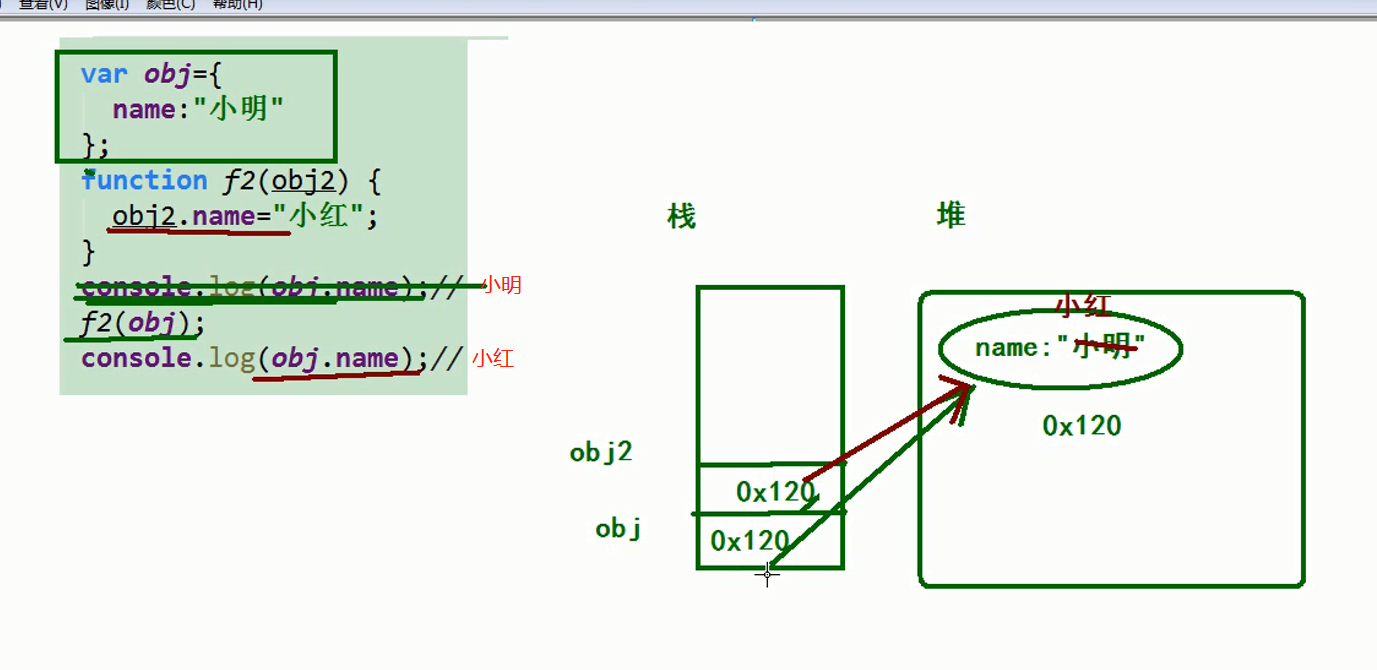 查看(V) 图像(I) 颜色(C) 帮助(H)
var obj={
name:"小明"
};
function f2(obj2) {
obj2.name="小红";
}
console.log(obj.name);// 小明
f2(obj);
console.log(obj.name);// 小红
栈
堆
小红
name:"小明"
0x120
obj2
0x120
obj
0x120